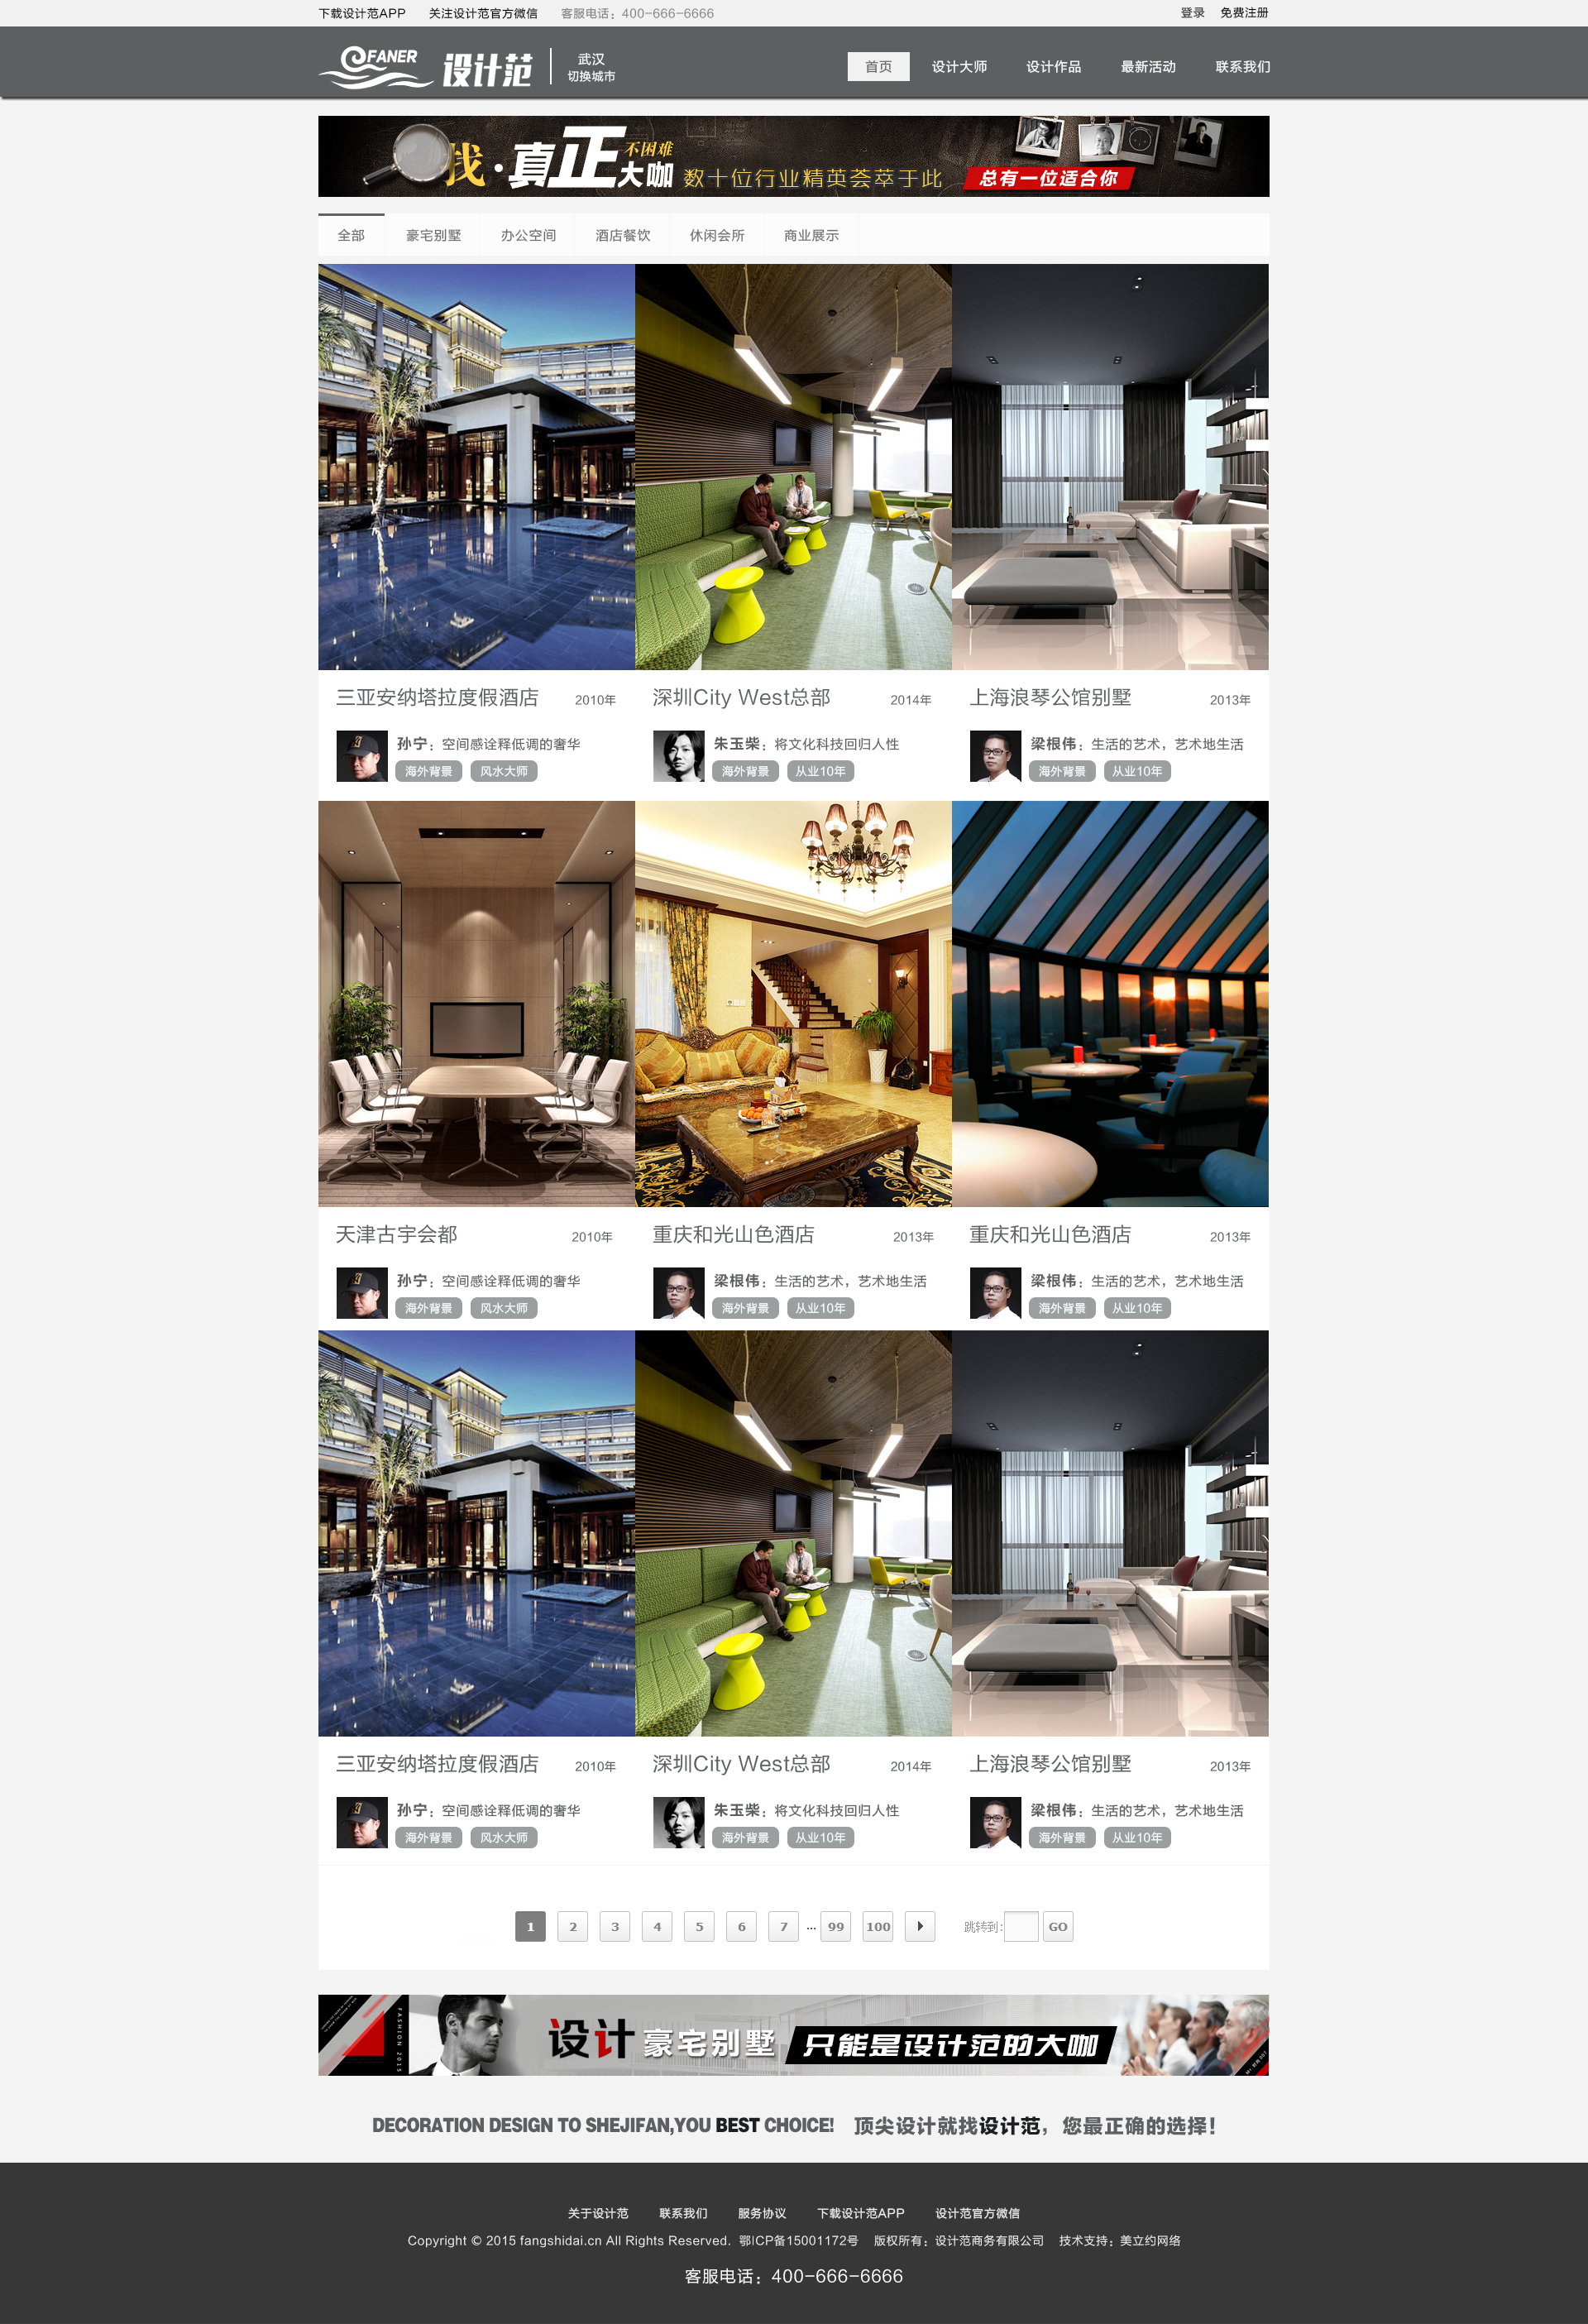 下载设计范APP 关注设计范官方微信 客服电话：400-666-6666 登录 免费注册
FANER 设计范 武汉 切换城市 首页 设计大师 设计作品 最新活动 联系我们
找·真正大咖 不困难 数十位行业精英荟萃于此 总有一位适合你
全部 豪宅别墅 办公空间 酒店餐饮 休闲会所 商业展示
三亚安纳塔拉度假酒店 2010年 深圳City West总部 2014年 上海浪琴公馆别墅 2013年
孙宁：空间感诠释低调的奢华 朱玉柴：将文化科技回归人性 梁根伟：生活的艺术，艺术地生活
海外背景 风水大师 海外背景 从业10年 海外背景 从业10年
天津古宇会都 2010年 重庆和光山色酒店 2013年 重庆和光山色酒店 2013年
孙宁：空间感诠释低调的奢华 梁根伟：生活的艺术，艺术地生活 梁根伟：生活的艺术，艺术地生活
海外背景 风水大师 海外背景 从业10年 海外背景 从业10年
三亚安纳塔拉度假酒店 2010年 深圳City West总部 2014年 上海浪琴公馆别墅 2013年
孙宁：空间感诠释低调的奢华 朱玉柴：将文化科技回归人性 梁根伟：生活的艺术，艺术地生活
海外背景 风水大师 海外背景 从业10年 海外背景 从业10年
1 2 3 4 5 6 7 ... 99 100 跳转到: GO
FASHION 2015 设计 豪宅别墅 只能是设计范的大咖
DECORATION DESIGN TO SHEJIFAN,YOU BEST CHOICE! 顶尖设计就找设计范，您最正确的选择！
关于设计范 联系我们 服务协议 下载设计范APP 设计范官方微信
Copyright © 2015 fangshidai.cn All Rights Reserved. 鄂ICP备15001172号 版权所有：设计范商务有限公司 技术支持：美立约网络
客服电话：400-666-6666